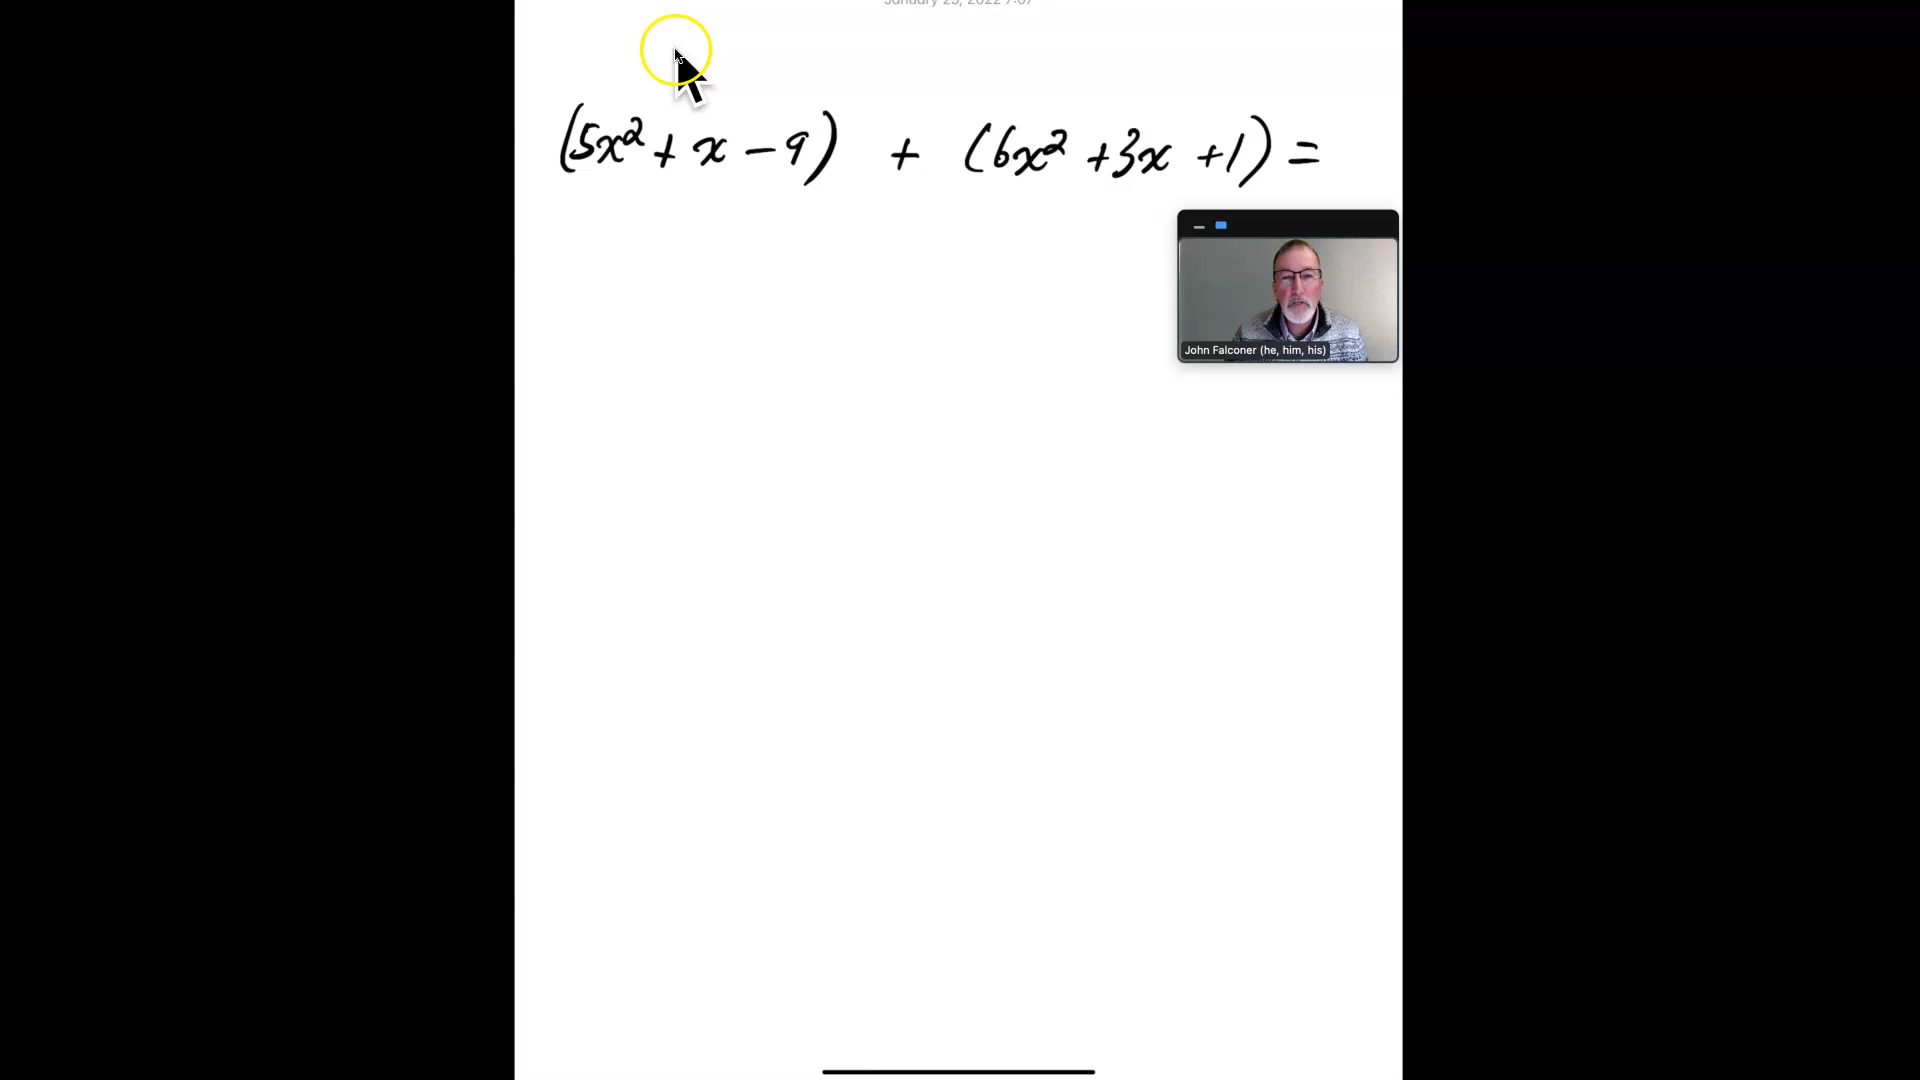 (5x² + x - 9) + (6x² + 3x + 1) =
John Falconer (he, him, his)